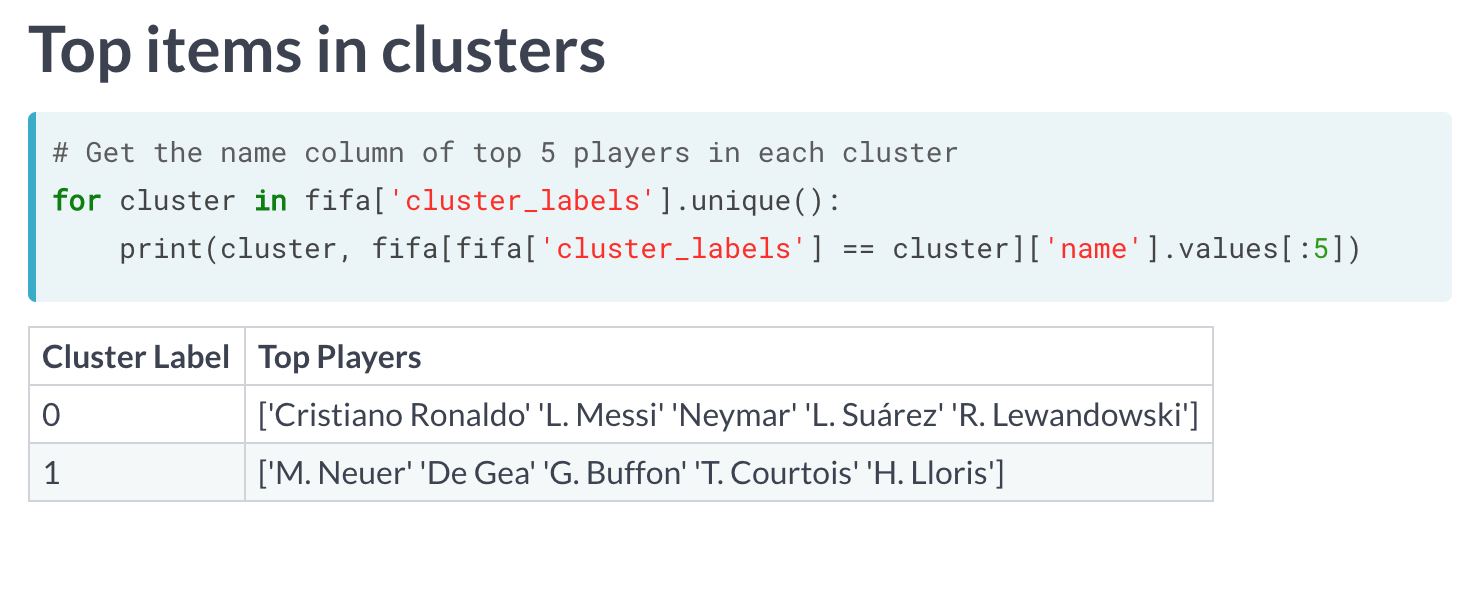 Top items in clusters
# Get the name column of top 5 players in each cluster
for cluster in fifa['cluster_labels'].unique():
    print(cluster, fifa[fifa['cluster_labels'] == cluster]['name'].values[:5])
Cluster Label Top Players
0 ['Cristiano Ronaldo' 'L. Messi' 'Neymar' 'L. Suárez' 'R. Lewandowski']
1 ['M. Neuer' 'De Gea' 'G. Buffon' 'T. Courtois' 'H. Lloris']